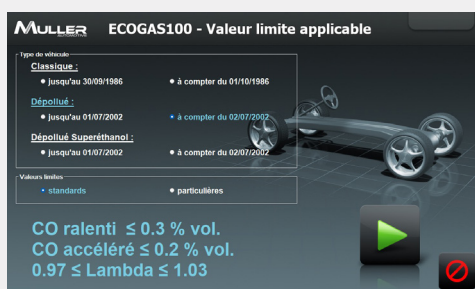 MULLER AUTOMOTIVE
ECOGAS100 - Valeur limite applicable
Type de véhicule
Classique :
jusqu'au 30/09/1986 à compter du 01/10/1986
Dépollué :
jusqu'au 01/07/2002 à compter du 02/07/2002
Dépollué Superéthanol :
jusqu'au 01/07/2002 à compter du 02/07/2002
Valeurs limites
standards particulières
CO ralenti ≤ 0.3 % vol.
CO accéléré ≤ 0.2 % vol.
0.97 ≤ Lambda ≤ 1.03